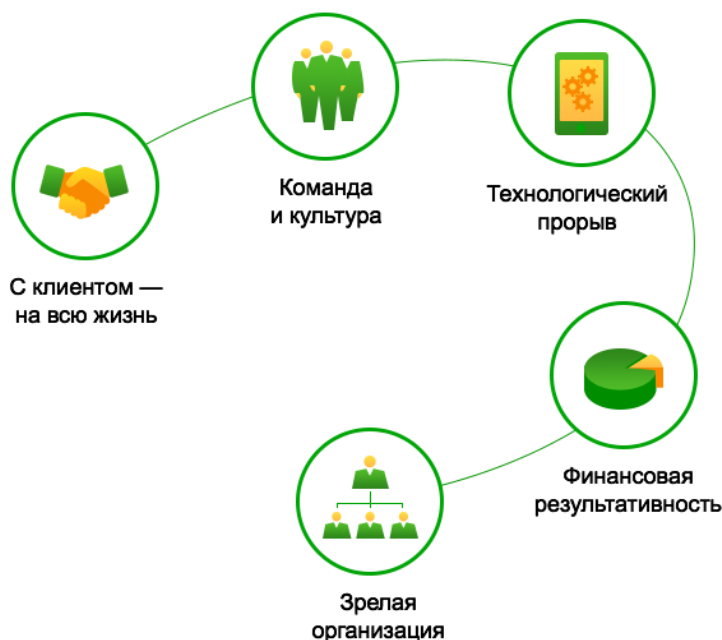 Команда
и культура
Технологический
прорыв
С клиентом —
на всю жизнь
Финансовая
результативность
Зрелая
организация